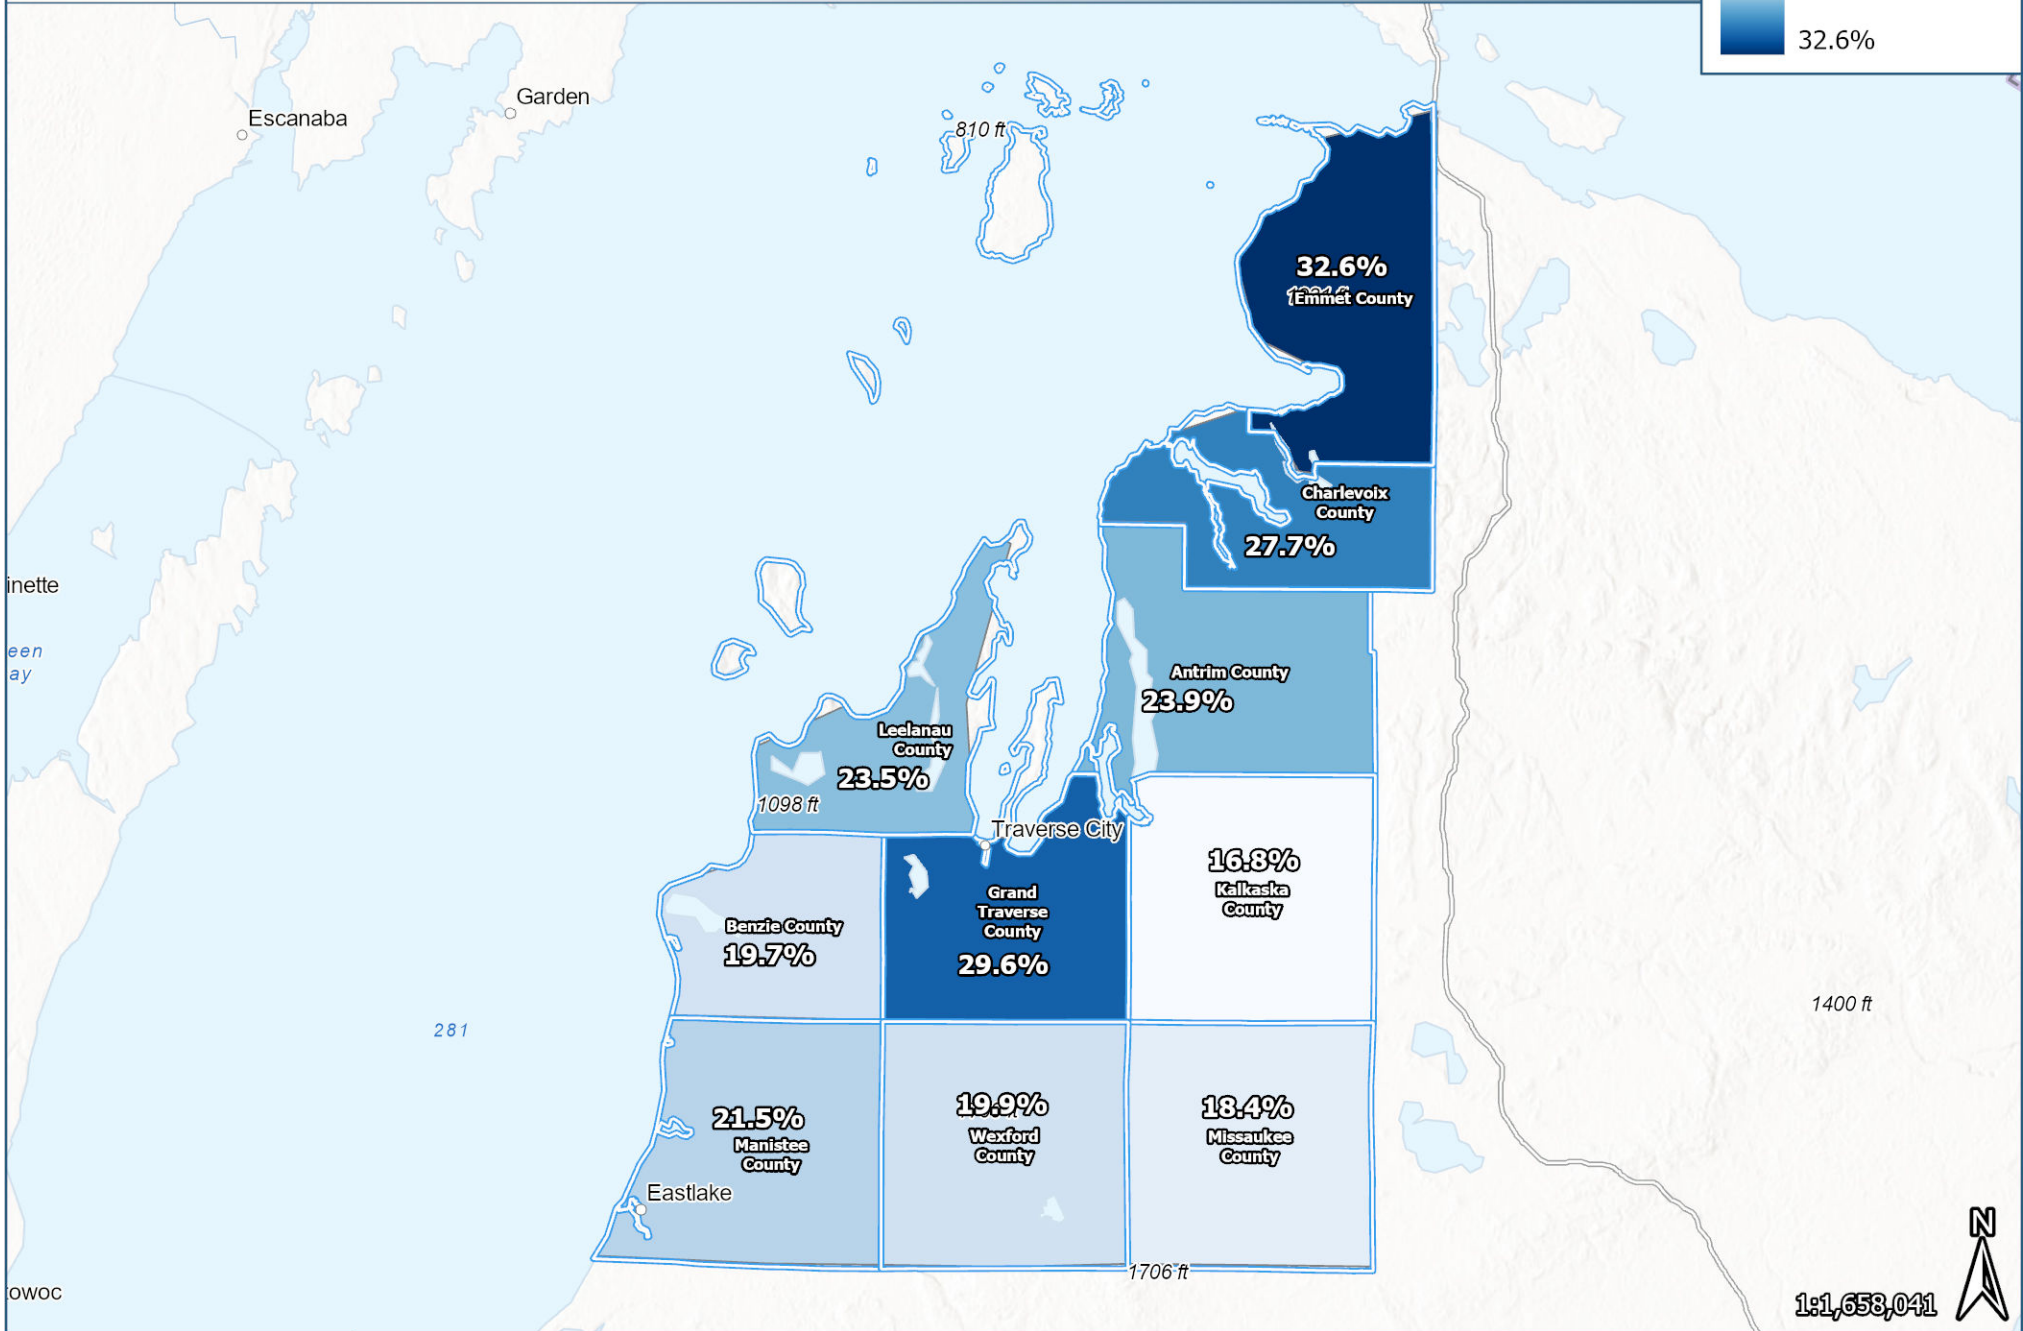 32.6%
Garden
Escanaba
810 ft
32.6%
Emmet County
Charlevoix
County
27.7%
inette
een
ay
Antrim County
23.9%
Leelanau
County
23.5%
1098 ft
Traverse City
16.8%
Kalkaska
County
Grand
Traverse
County
29.6%
Benzie County
19.7%
1400 ft
281
21.5%
Manistee
County
19.9%
Wexford
County
18.4%
Missaukee
County
Eastlake
1706 ft
owoc
N
1:1,658,041